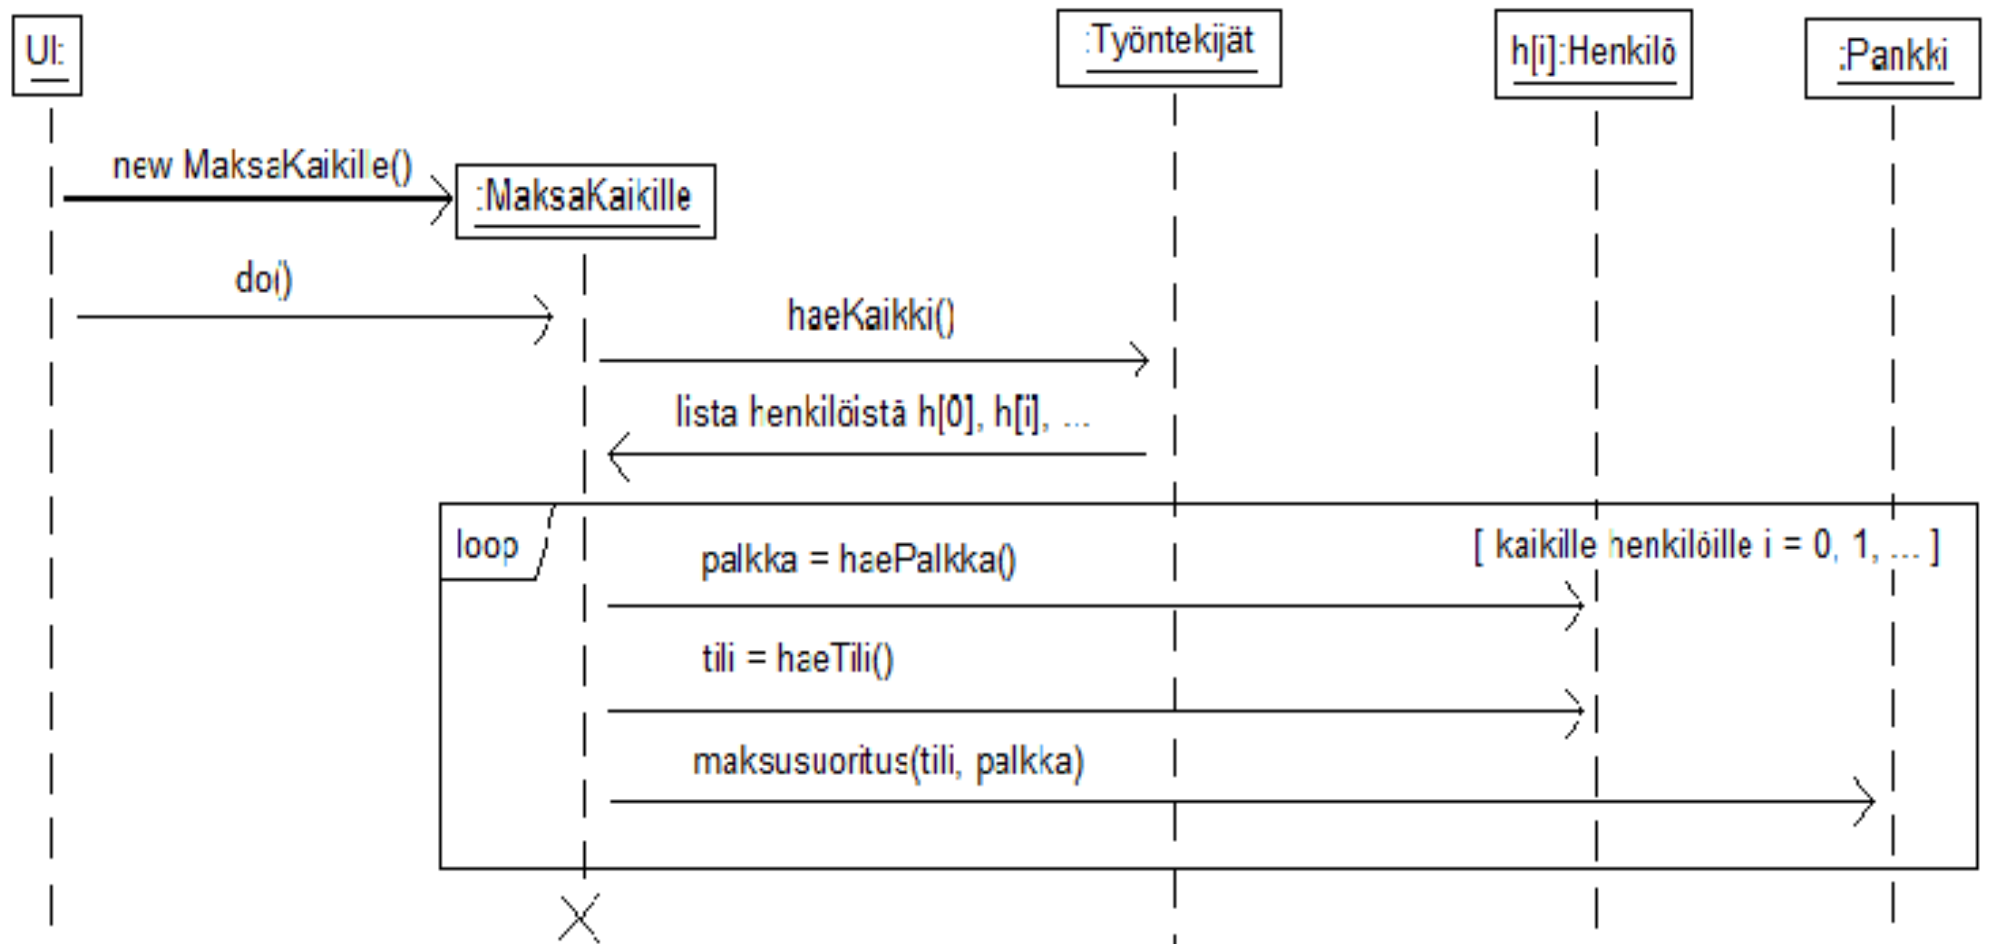 UI:
:Työntekijät
h[i]:Henkilö
:Pankki
new MaksaKaikille()
:MaksaKaikille
do()
haeKaikki()
lista henkilöistä h[0], h[i], ...
loop
[ kaikille henkilöille i = 0, 1, ... ]
palkka = haePalkka()
tili = haeTili()
maksusuoritus(tili, palkka)